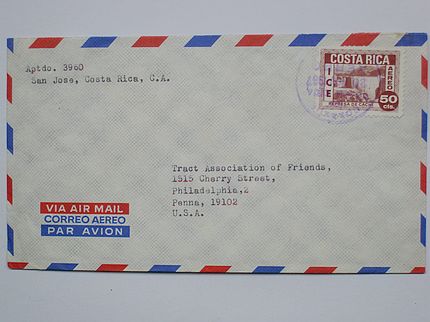 Aptdo. 3960
San Jose, Costa Rica, C.A.
COSTA RICA
ICE
AEREO
50
cts.
REPRESA DE CACHI
Tract Association of Friends,
1515 Cherry Street,
Philadelphia,2
Penna, 19102
U.S.A.
VIA AIR MAIL
CORREO AEREO
PAR AVION